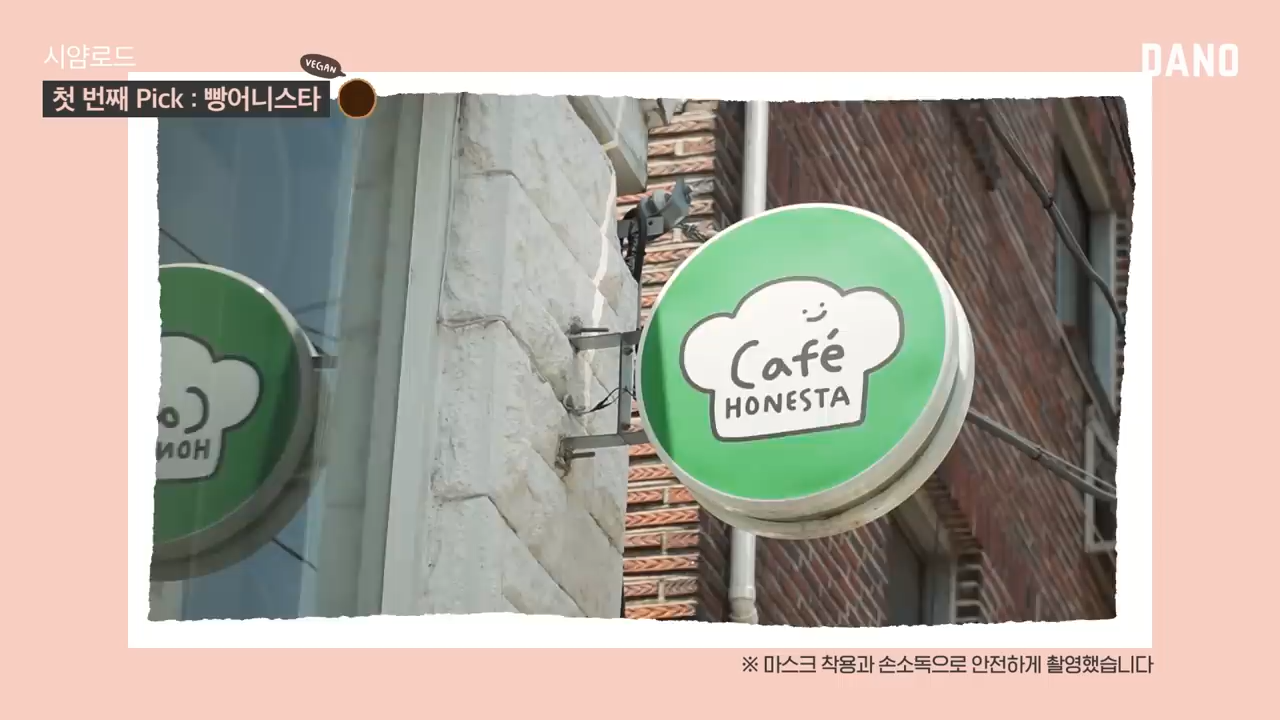 시얌로드
VEGAN
첫 번째 Pick : 빵어니스타
DANO
Café
HONESTA
※ 마스크 착용과 손소독으로 안전하게 촬영했습니다